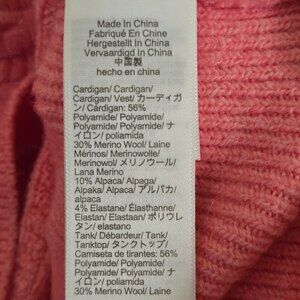 Made In China
Fabriqué En Chine
Hergestellt In China
Vervaardigd In China
中国製
hecho en china
Cardigan/ Cardigan/
Cardigan/ Vest/ カーディガ
ン/ Cardigan: 56%
Polyamide/ Polyamide/
Polyamid/ Polyamide/ ナ
イロン/ poliamida
30% Merino Wool/ Laine
Mérinos/ Merinowolle/
Merinowol/ メリノウール/
Lana Merino
10% Alpaca/ Alpaga/
Alpaka/ Alpaca/ アルパカ/
alpaca
4% Elastane/ Élasthanne/
Elastan/ Elastaan/ ポリウレ
タン/ elastano
Tank/ Débardeur/ Tank/
Tanktop/ タンクトップ/
Camiseta de tirantes: 56%
Polyamide/ Polyamide/
Polyamid/ Polyamide/ ナ
イロン/ poliamida
30% Merino Wool/ Laine